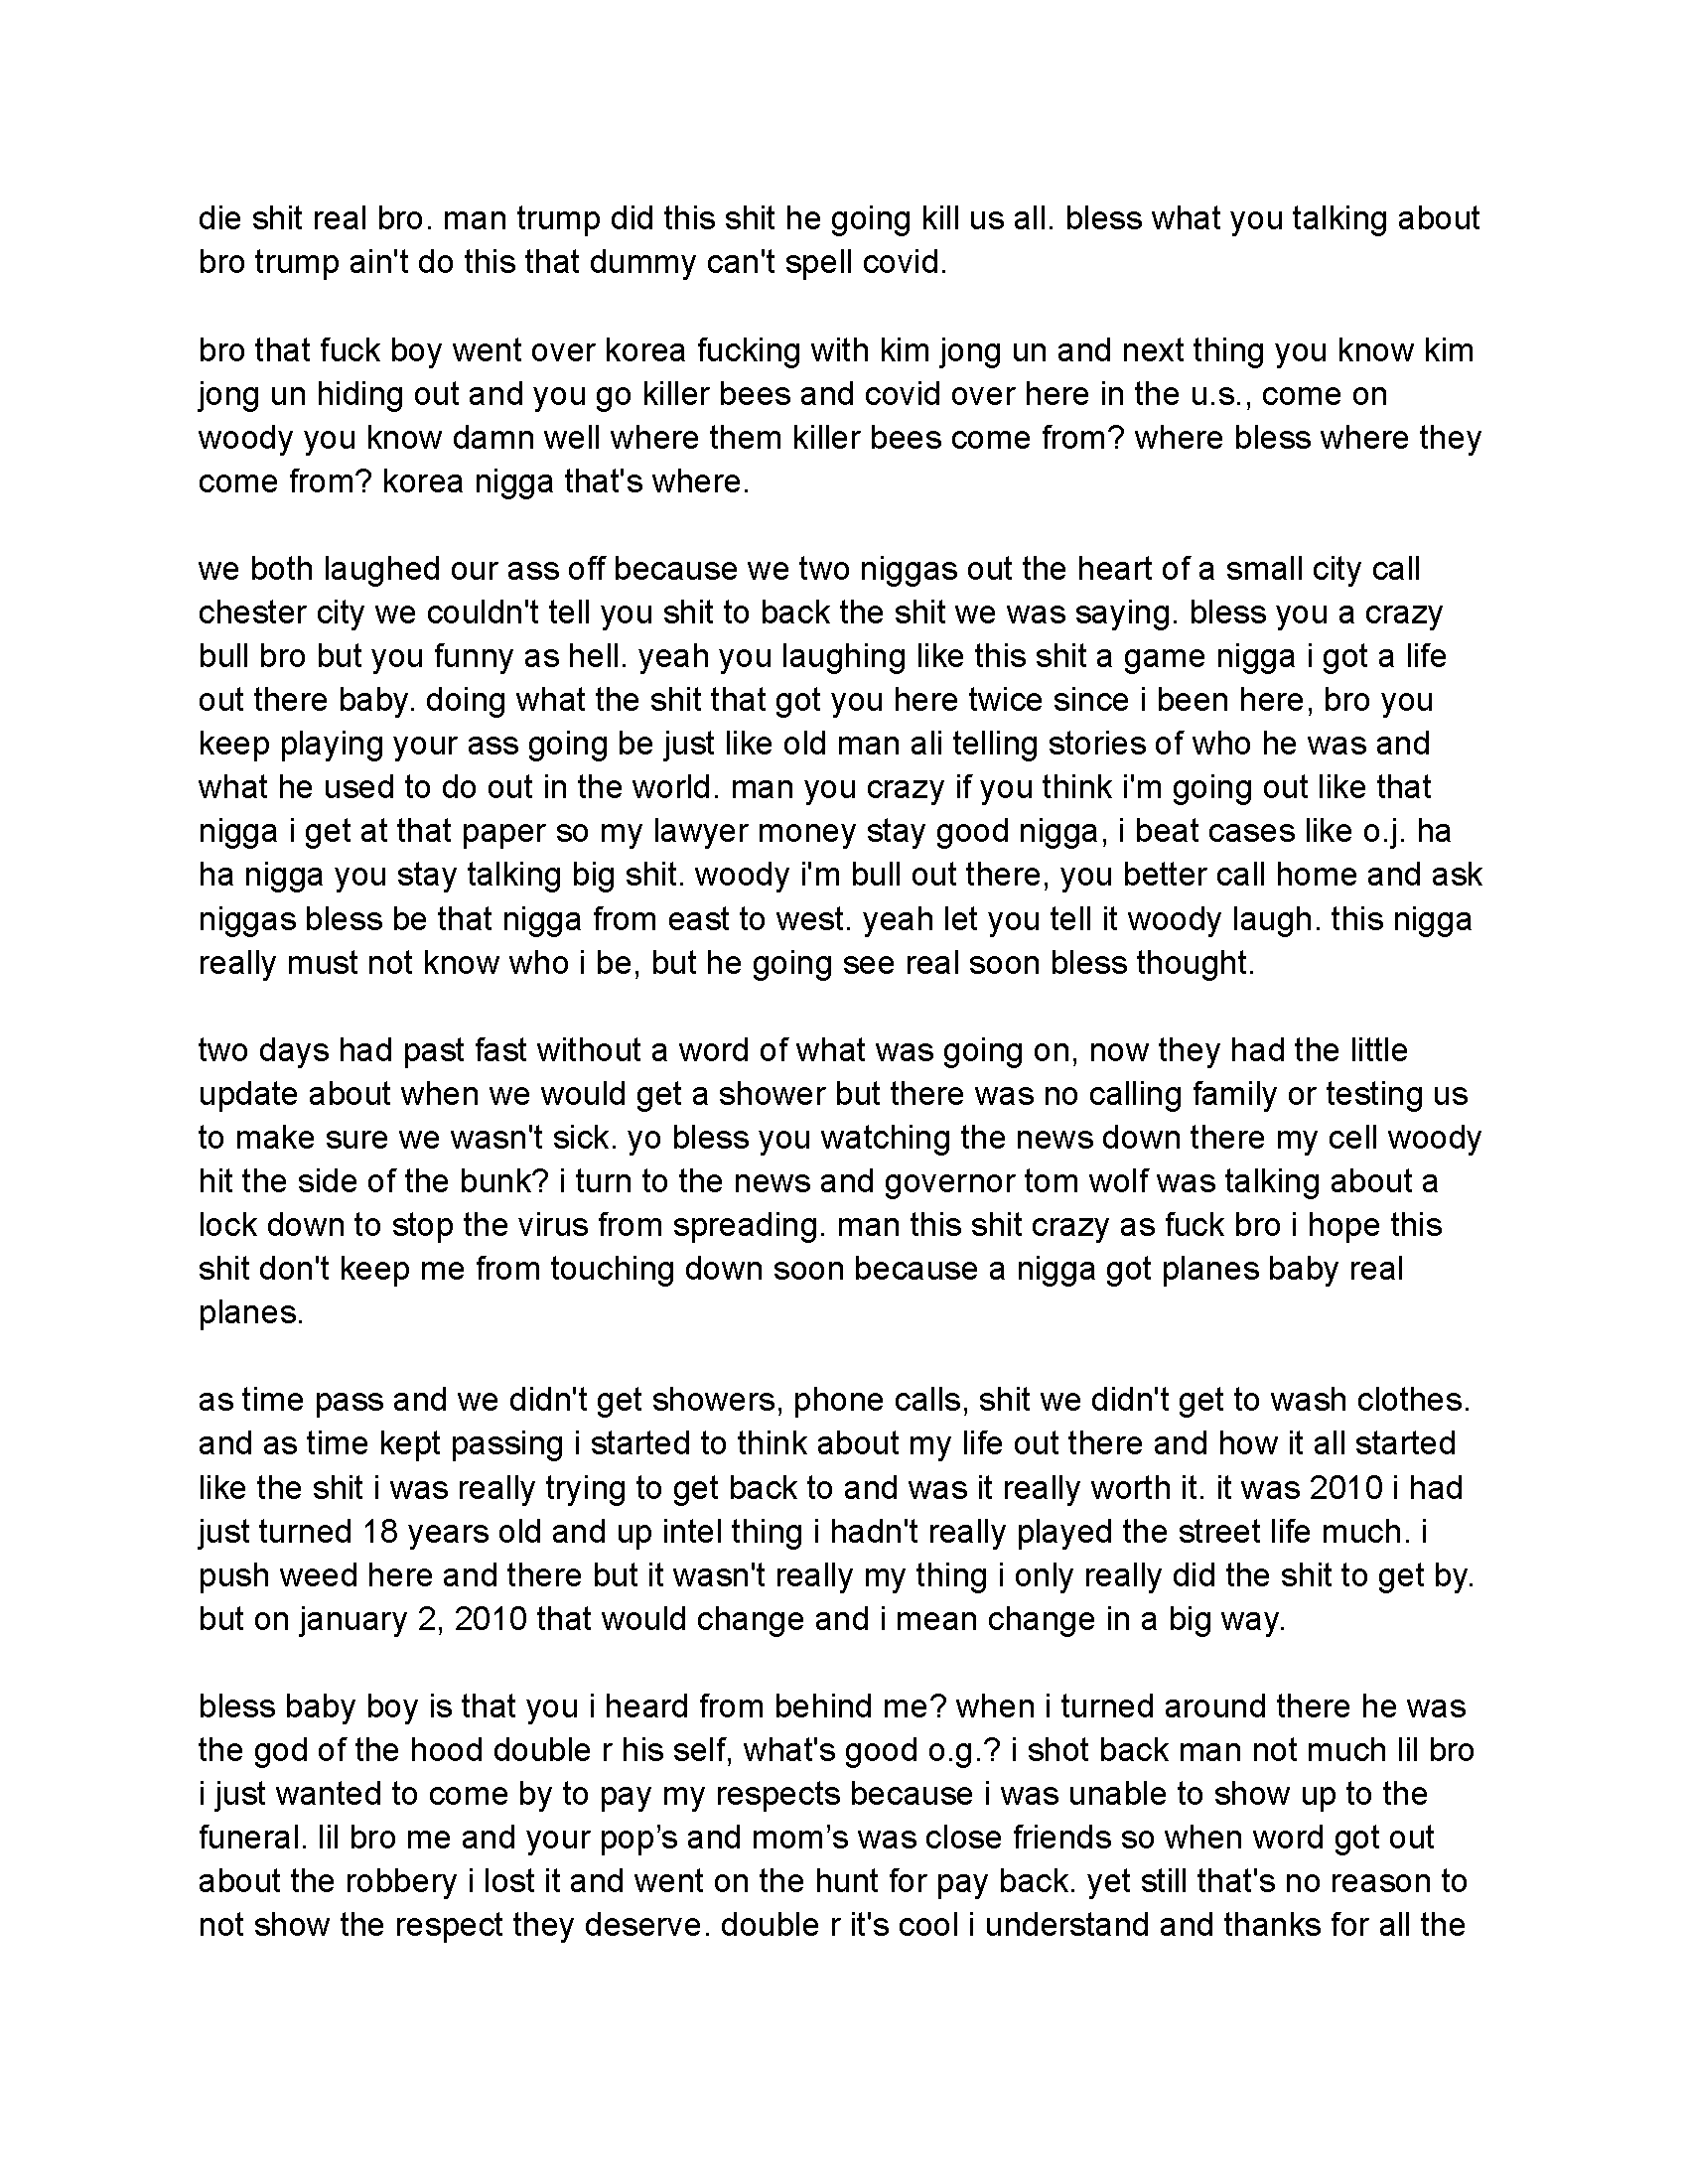 die shit real bro. man trump did this shit he going kill us all. bless what you talking about
bro trump ain't do this that dummy can't spell covid.
bro that fuck boy went over korea fucking with kim jong un and next thing you know kim
jong un hiding out and you go killer bees and covid over here in the u.s., come on
woody you know damn well where them killer bees come from? where bless where they
come from? korea nigga that's where.
we both laughed our ass off because we two niggas out the heart of a small city call
chester city we couldn't tell you shit to back the shit we was saying. bless you a crazy
bull bro but you funny as hell. yeah you laughing like this shit a game nigga i got a life
out there baby. doing what the shit that got you here twice since i been here, bro you
keep playing your ass going be just like old man ali telling stories of who he was and
what he used to do out in the world. man you crazy if you think i'm going out like that
nigga i get at that paper so my lawyer money stay good nigga, i beat cases like o.j. ha
ha nigga you stay talking big shit. woody i'm bull out there, you better call home and ask
niggas bless be that nigga from east to west. yeah let you tell it woody laugh. this nigga
really must not know who i be, but he going see real soon bless thought.
two days had past fast without a word of what was going on, now they had the little
update about when we would get a shower but there was no calling family or testing us
to make sure we wasn't sick. yo bless you watching the news down there my cell woody
hit the side of the bunk? i turn to the news and governor tom wolf was talking about a
lock down to stop the virus from spreading. man this shit crazy as fuck bro i hope this
shit don't keep me from touching down soon because a nigga got planes baby real
planes.
as time pass and we didn't get showers, phone calls, shit we didn't get to wash clothes.
and as time kept passing i started to think about my life out there and how it all started
like the shit i was really trying to get back to and was it really worth it. it was 2010 i had
just turned 18 years old and up intel thing i hadn't really played the street life much. i
push weed here and there but it wasn't really my thing i only really did the shit to get by.
but on january 2, 2010 that would change and i mean change in a big way.
bless baby boy is that you i heard from behind me? when i turned around there he was
the god of the hood double r his self, what's good o.g.? i shot back man not much lil bro
i just wanted to come by to pay my respects because i was unable to show up to the
funeral. lil bro me and your pop’s and mom’s was close friends so when word got out
about the robbery i lost it and went on the hunt for pay back. yet still that's no reason to
not show the respect they deserve. double r it's cool i understand and thanks for all the